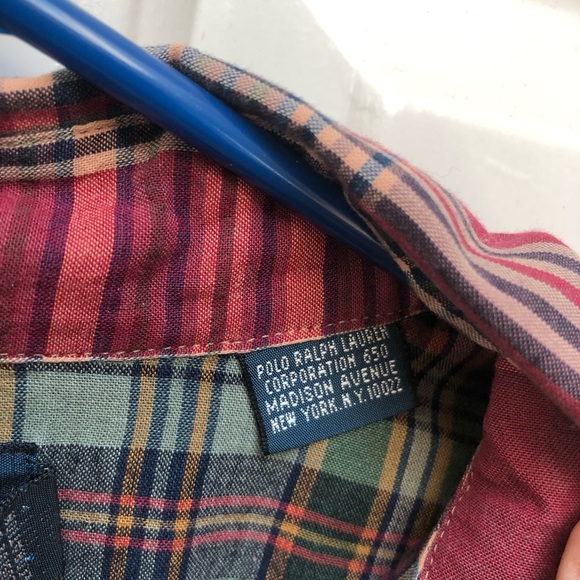 POLO RALPH LAUREN
CORPORATION 650
MADISON AVENUE
NEW YORK.N.Y.10022